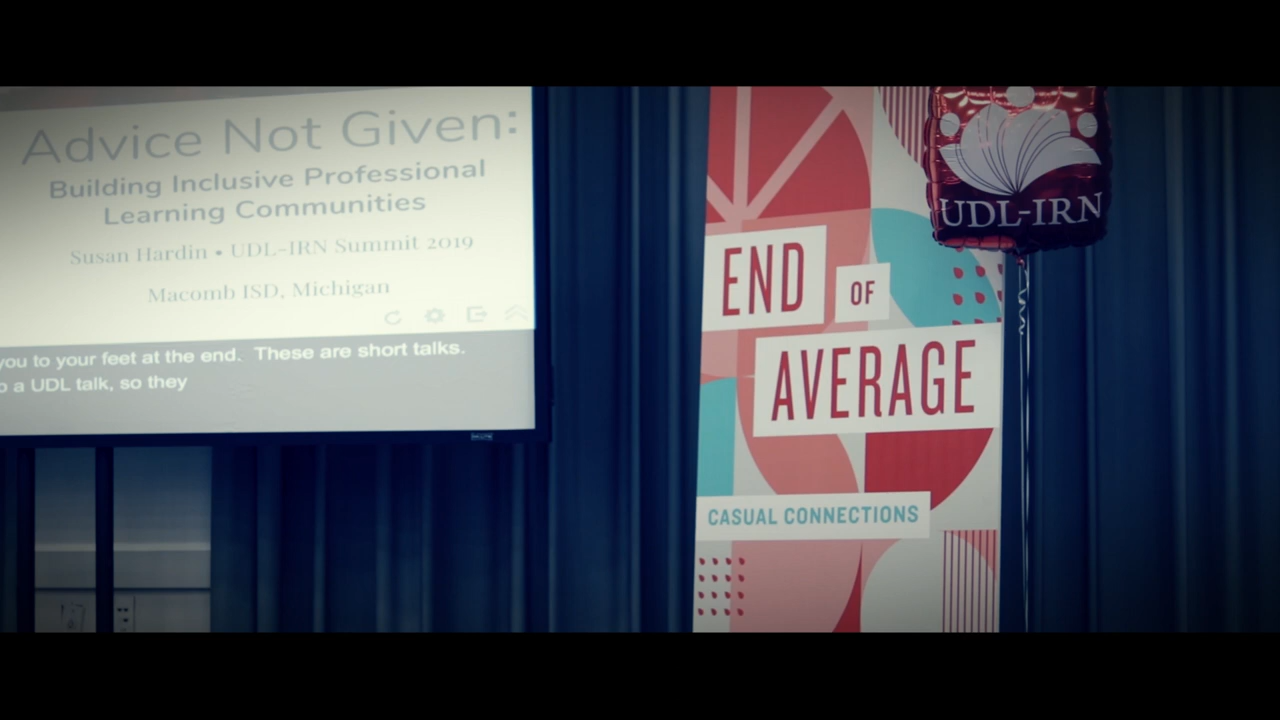 Advice Not Given:
Building Inclusive Professional
Learning Communities
Susan Hardin • UDL-IRN Summit 2019
Macomb ISD, Michigan
you to your feet at the end.  These are short talks.
a UDL talk, so they
END
OF
AVERAGE
CASUAL CONNECTIONS
UDL-IRN